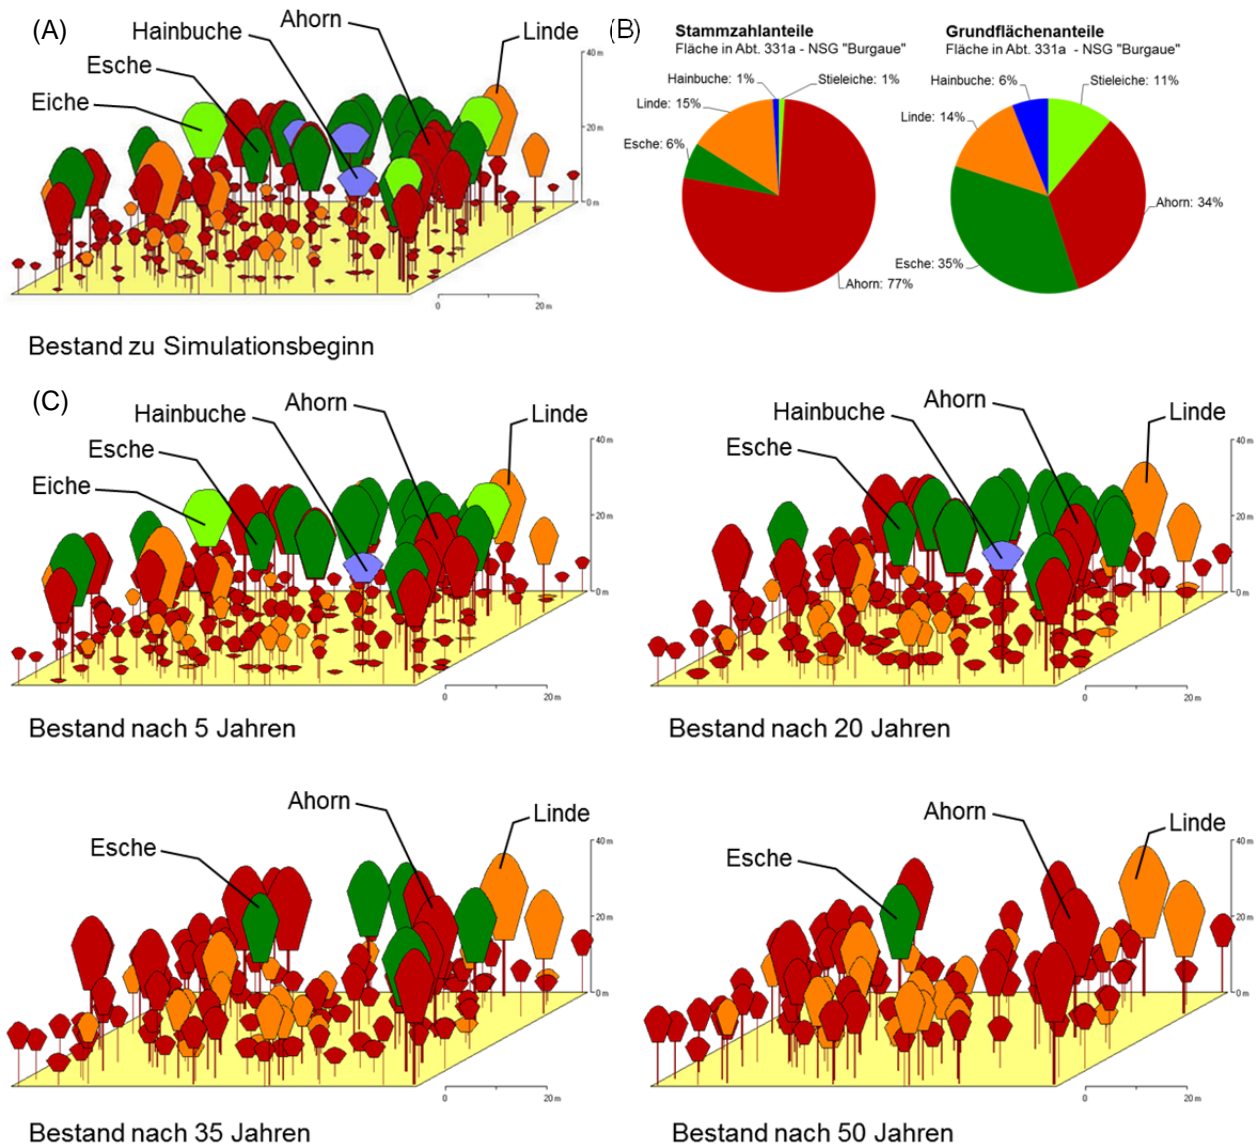 (A)
Hainbuche
Ahorn
Linde
Esche
Eiche
40 m
20 m
0 m
0
20 m
Bestand zu Simulationsbeginn
(B)
Stammzahlanteile
Fläche in Abt. 331a - NSG "Burgaue"
Hainbuche: 1%
Stieleiche: 1%
Linde: 15%
Esche: 6%
Ahorn: 77%
Grundflächenanteile
Fläche in Abt. 331a - NSG "Burgaue"
Hainbuche: 6%
Stieleiche: 11%
Linde: 14%
Ahorn: 34%
Esche: 35%
(C)
Hainbuche
Ahorn
Linde
Esche
Eiche
40 m
20 m
0 m
0
20 m
Bestand nach 5 Jahren
Hainbuche
Ahorn
Linde
Esche
40 m
20 m
0 m
0
20 m
Bestand nach 20 Jahren
Ahorn
Linde
Esche
40 m
20 m
0 m
0
20 m
Bestand nach 35 Jahren
Ahorn
Linde
Esche
40 m
20 m
0 m
0
20 m
Bestand nach 50 Jahren